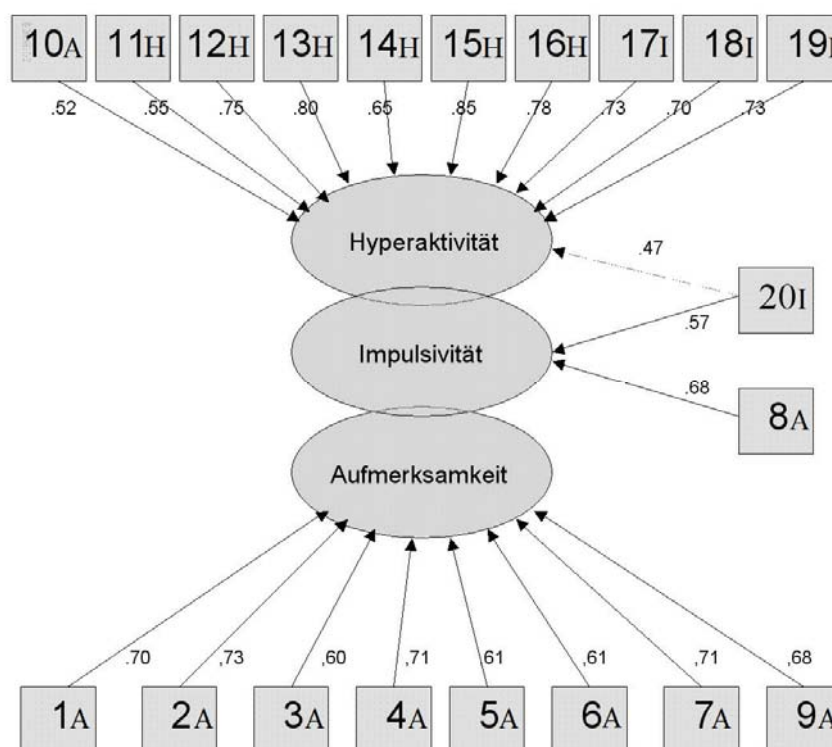 10A 11H 12H 13H 14H 15H 16H 17I 18I 19I
.52 .55 .75 .80 .65 .85 .78 .73 .70 .73
Hyperaktivität
.47
20I
.57
Impulsivität
.68
8A
Aufmerksamkeit
.70 ,73 ,60 ,71 61 ,61 ,71 ,68
1A 2A 3A 4A 5A 6A 7A 9A